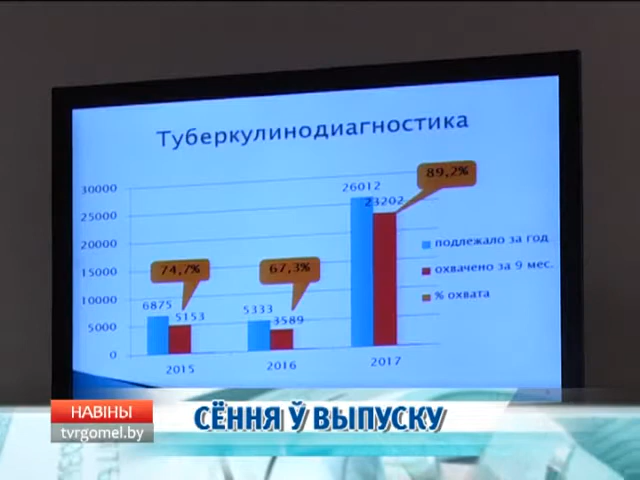 Туберкулинодиагностика
30000
25000
20000
15000
10000
5000
0
6875
5153
74,7%
5333
3589
67,3%
26012
23202
89,2%
2015
2016
2017
подлежало за год
охвачено за 9 мес.
% охвата
НАВІНЫ
tvrgomel.by
СЁННЯ Ў ВЫПУСКУ